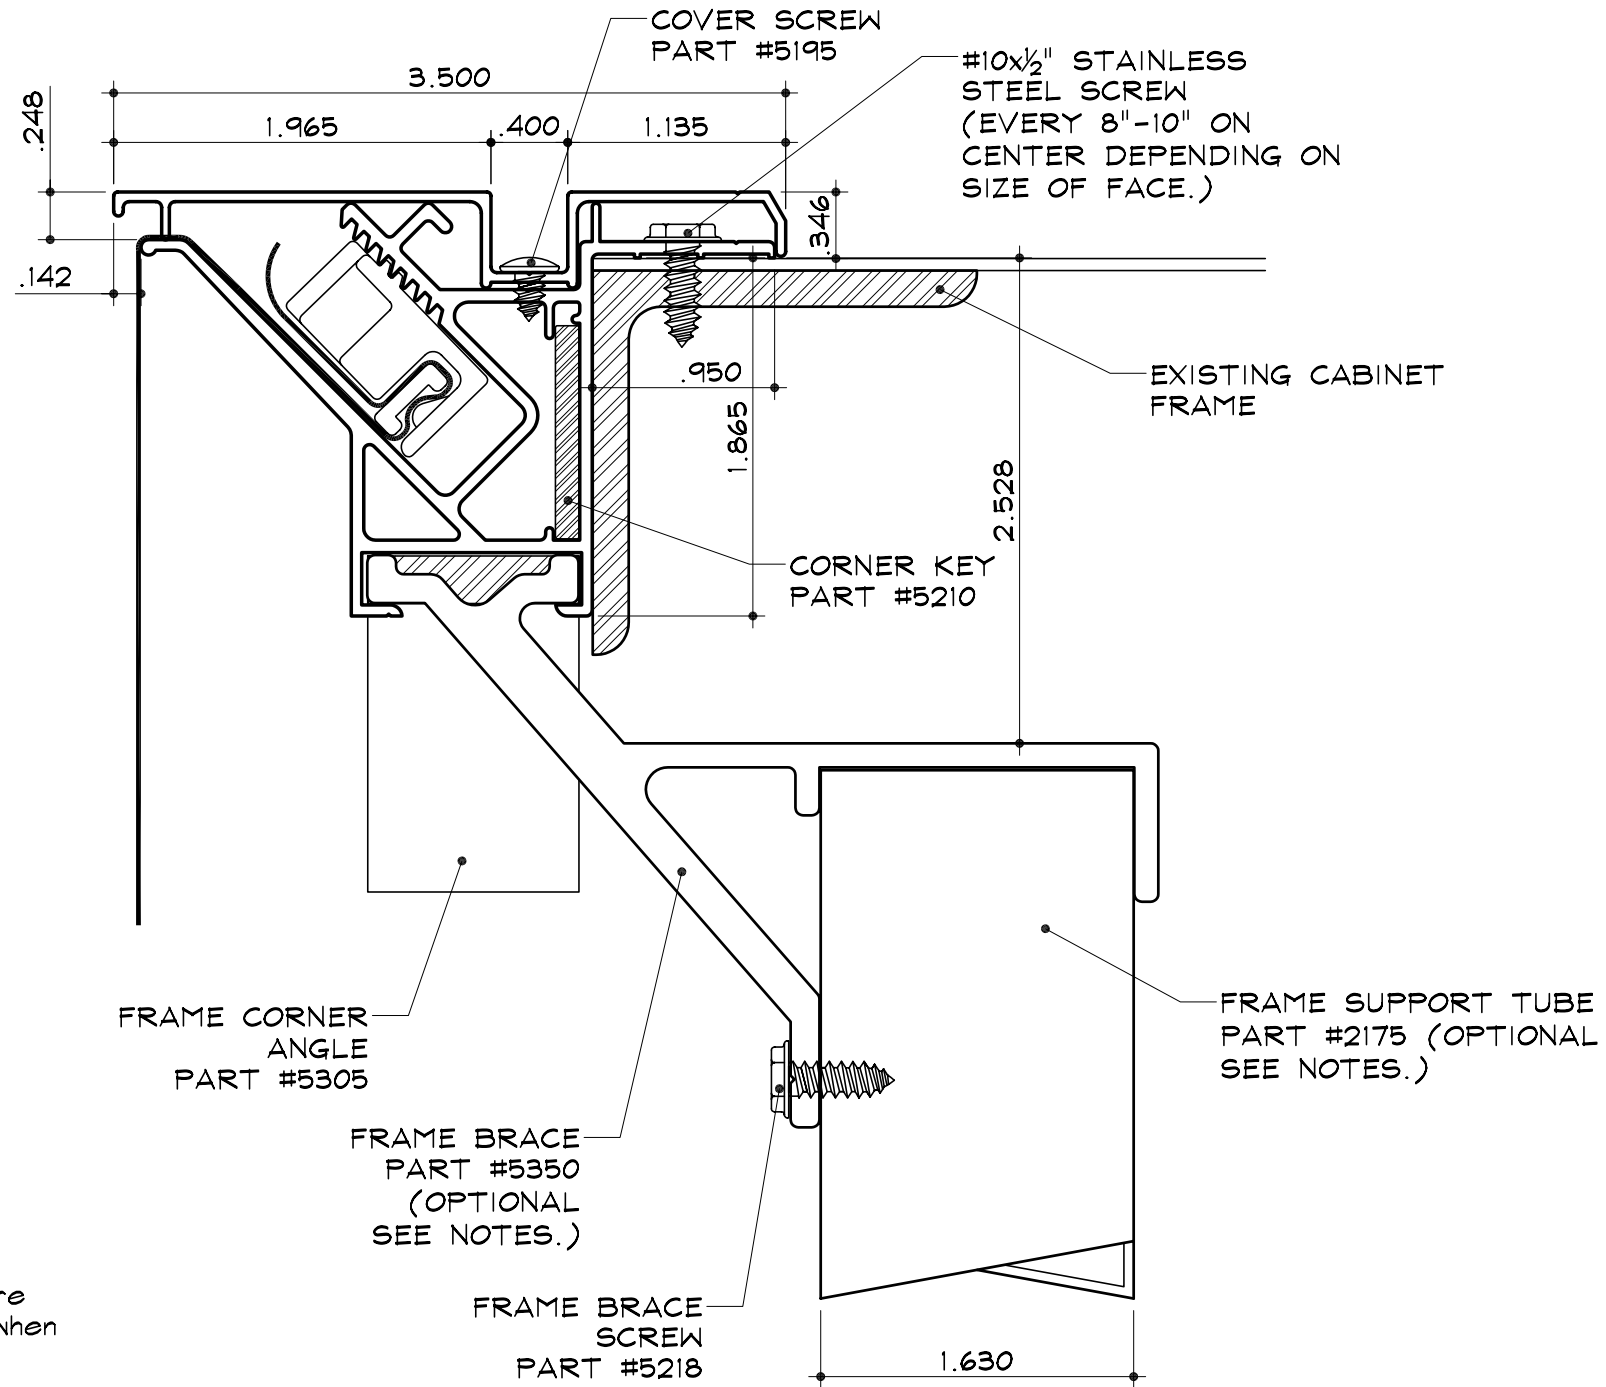 COVER SCREW
PART #5195
#10x½" STAINLESS
STEEL SCREW
(EVERY 8"-10" ON
CENTER DEPENDING ON
SIZE OF FACE.)
3.500
.248
1.965
.400
1.135
.346
.142
.950
EXISTING CABINET
FRAME
1.865
2.528
CORNER KEY
PART #5210
FRAME CORNER
ANGLE
PART #5305
FRAME SUPPORT TUBE
PART #2175 (OPTIONAL
SEE NOTES.)
FRAME BRACE
PART #5350
(OPTIONAL
SEE NOTES.)
FRAME BRACE
SCREW
PART #5218
1.630